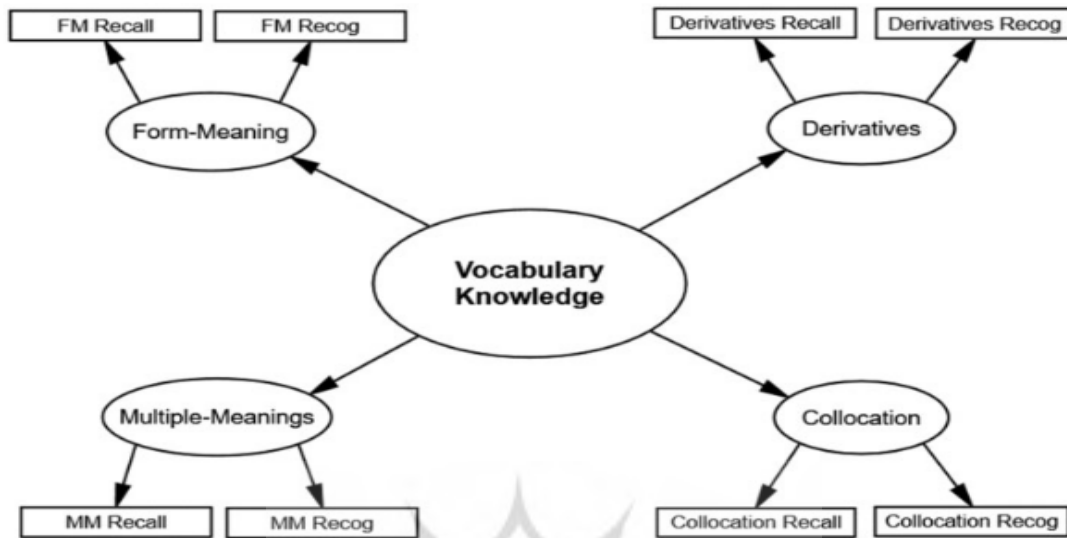 FM Recall
FM Recog
Derivatives Recall
Derivatives Recog
Form-Meaning
Derivatives
Vocabulary
Knowledge
Multiple-Meanings
Collocation
MM Recall
MM Recog
Collocation Recall
Collocation Recog